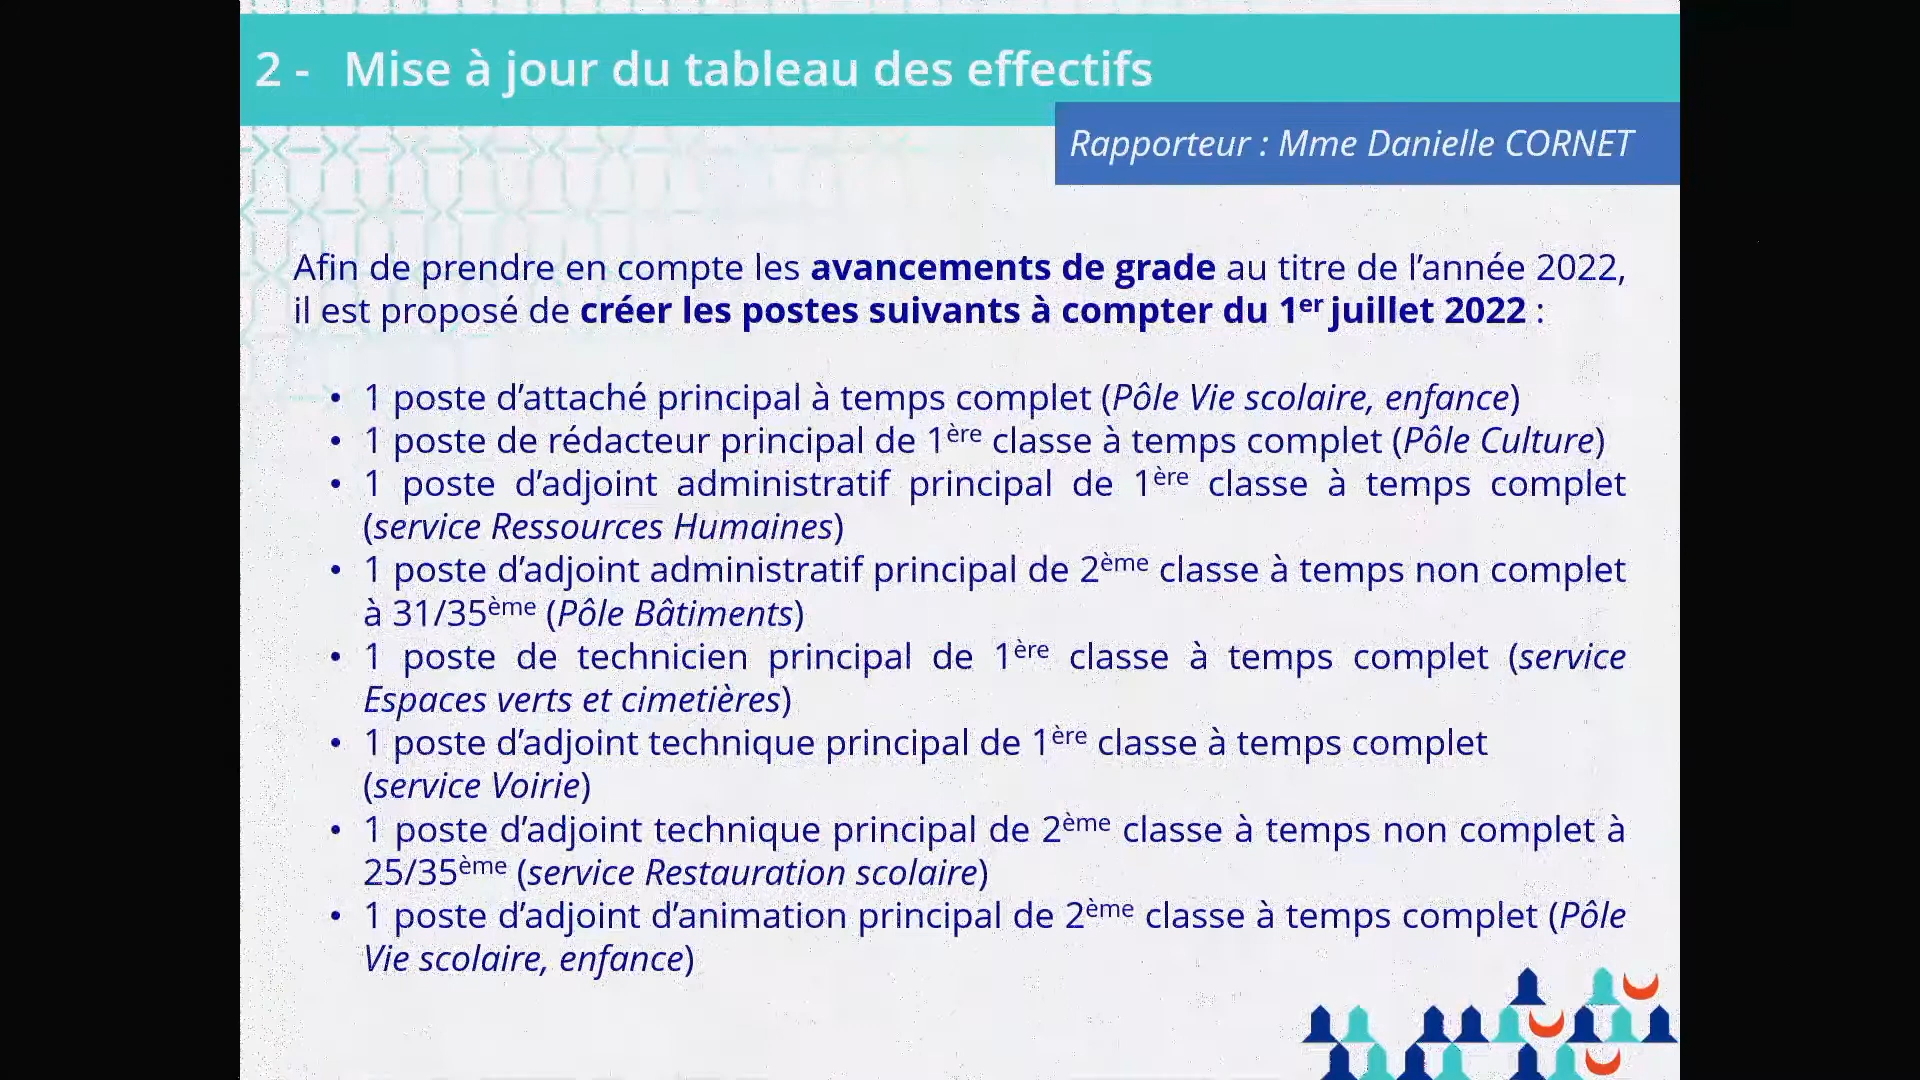 2 - Mise à jour du tableau des effectifs
Rapporteur : Mme Danielle CORNET
Afin de prendre en compte les avancements de grade au titre de l’année 2022,
il est proposé de créer les postes suivants à compter du 1er juillet 2022 :
• 1 poste d’attaché principal à temps complet (Pôle Vie scolaire, enfance)
• 1 poste de rédacteur principal de 1ère classe à temps complet (Pôle Culture)
• 1 poste d’adjoint administratif principal de 1ère classe à temps complet
(service Ressources Humaines)
• 1 poste d’adjoint administratif principal de 2ème classe à temps non complet
à 31/35ème (Pôle Bâtiments)
• 1 poste de technicien principal de 1ère classe à temps complet (service
Espaces verts et cimetières)
• 1 poste d’adjoint technique principal de 1ère classe à temps complet
(service Voirie)
• 1 poste d’adjoint technique principal de 2ème classe à temps non complet à
25/35ème (service Restauration scolaire)
• 1 poste d’adjoint d’animation principal de 2ème classe à temps complet (Pôle
Vie scolaire, enfance)